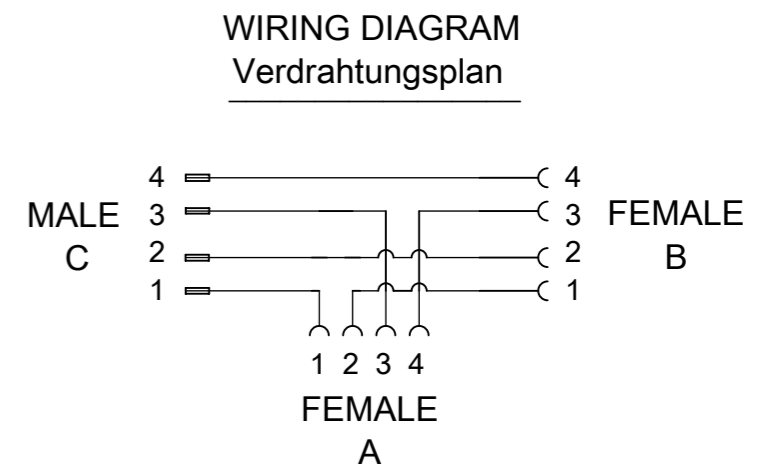 WIRING DIAGRAM
Verdrahtungsplan
4 4
MALE 3 3 FEMALE
C 2 2 B
1 1
1 2 3 4
FEMALE
A